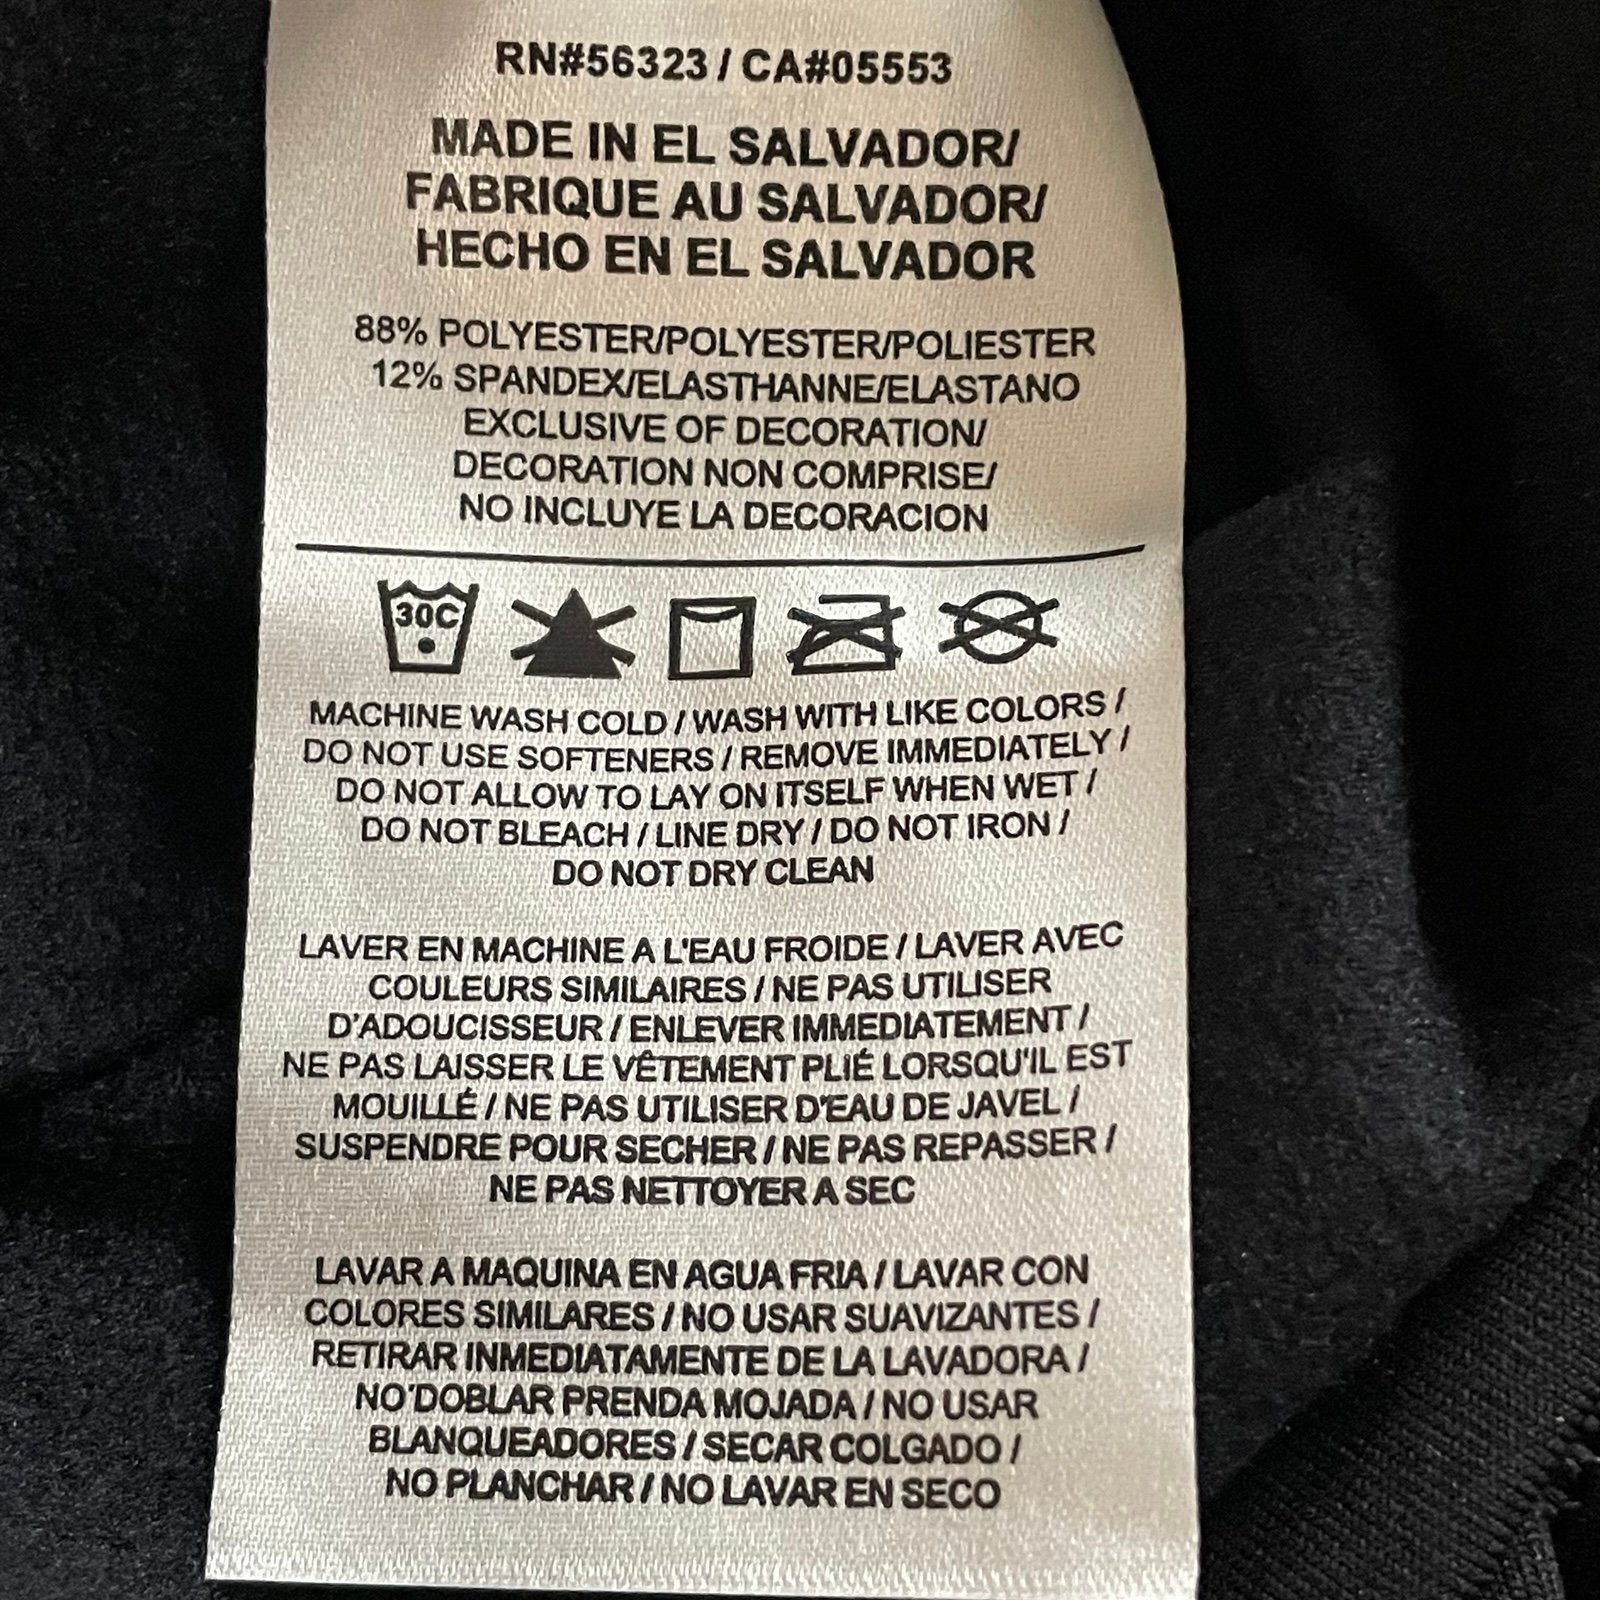 RN#56323 / CA#05553
MADE IN EL SALVADOR/
FABRIQUE AU SALVADOR/
HECHO EN EL SALVADOR
88% POLYESTER/POLYESTER/POLIESTER
12% SPANDEX/ELASTHANNE/ELASTANO
EXCLUSIVE OF DECORATION/
DECORATION NON COMPRISE/
NO INCLUYE LA DECORACION
30C
MACHINE WASH COLD / WASH WITH LIKE COLORS /
DO NOT USE SOFTENERS / REMOVE IMMEDIATELY /
DO NOT ALLOW TO LAY ON ITSELF WHEN WET /
DO NOT BLEACH / LINE DRY / DO NOT IRON /
DO NOT DRY CLEAN
LAVER EN MACHINE A L'EAU FROIDE / LAVER AVEC
COULEURS SIMILAIRES / NE PAS UTILISER
D'ADOUCISSEUR / ENLEVER IMMEDIATEMENT /
NE PAS LAISSER LE VÊTEMENT PLIÉ LORSQU'IL EST
MOUILLÉ / NE PAS UTILISER D'EAU DE JAVEL /
SUSPENDRE POUR SECHER / NE PAS REPASSER /
NE PAS NETTOYER A SEC
LAVAR A MAQUINA EN AGUA FRIA / LAVAR CON
COLORES SIMILARES / NO USAR SUAVIZANTES /
RETIRAR INMEDIATAMENTE DE LA LAVADORA /
NO DOBLAR PRENDA MOJADA / NO USAR
BLANQUEADORES / SECAR COLGADO /
NO PLANCHAR / NO LAVAR EN SECO